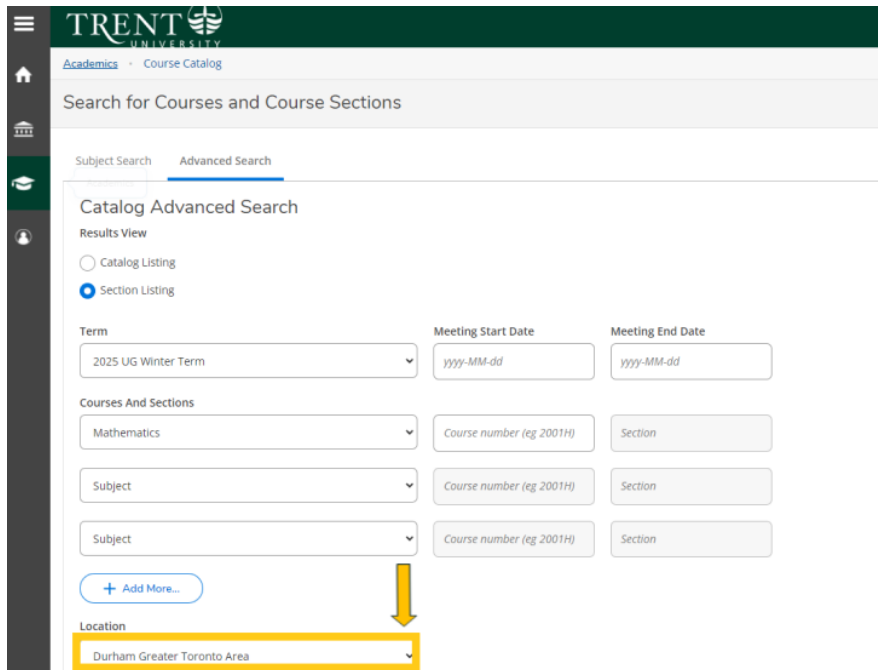 TRENT
UNIVERSITY
Academics · Course Catalog
Search for Courses and Course Sections
Subject Search Advanced Search
Catalog Advanced Search
Results View
Catalog Listing
Section Listing
Term Meeting Start Date Meeting End Date
2025 UG Winter Term yyyy-MM-dd yyyy-MM-dd
Courses And Sections
Mathematics Course number (eg 2001H) Section
Subject Course number (eg 2001H) Section
Subject Course number (eg 2001H) Section
+ Add More...
Location
Durham Greater Toronto Area